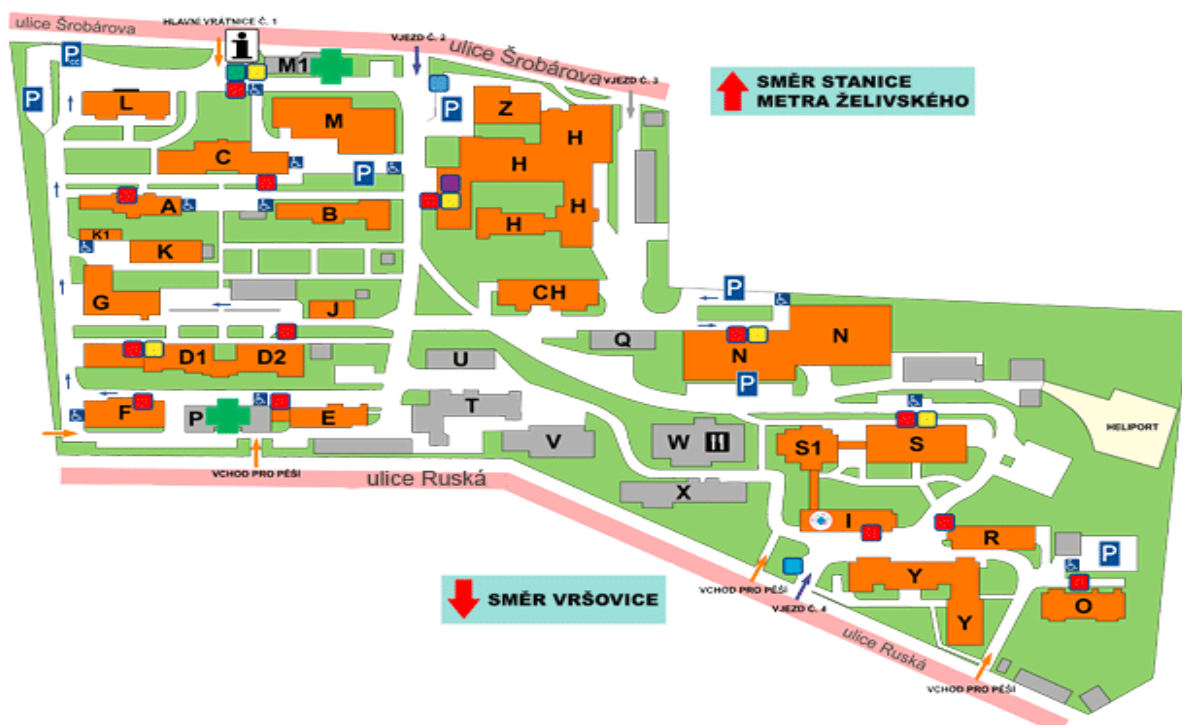 ulice Šrobárova
HLAVNÍ VRÁTNICE Č. 1
VJEZD Č. 2
ulice Šrobárova
VJEZD Č. 3
SMĚR STANICE
METRA ŽELIVSKÉHO
i
M1
P
cc
P
L
M
P
Z
H
C
H
P
A
B
H
H
K1
K
G
J
CH
P
N
N
Q
D1
D2
U
P
F
P
E
T
V
W
S1
S
HELIPORT
VCHOD PRO PĚŠÍ
ulice Ruská
X
I
R
P
Y
O
Y
SMĚR VRŠOVICE
VCHOD PRO PĚŠÍ
VJEZD Č. 4
ulice Ruská
VCHOD PRO PĚŠÍ